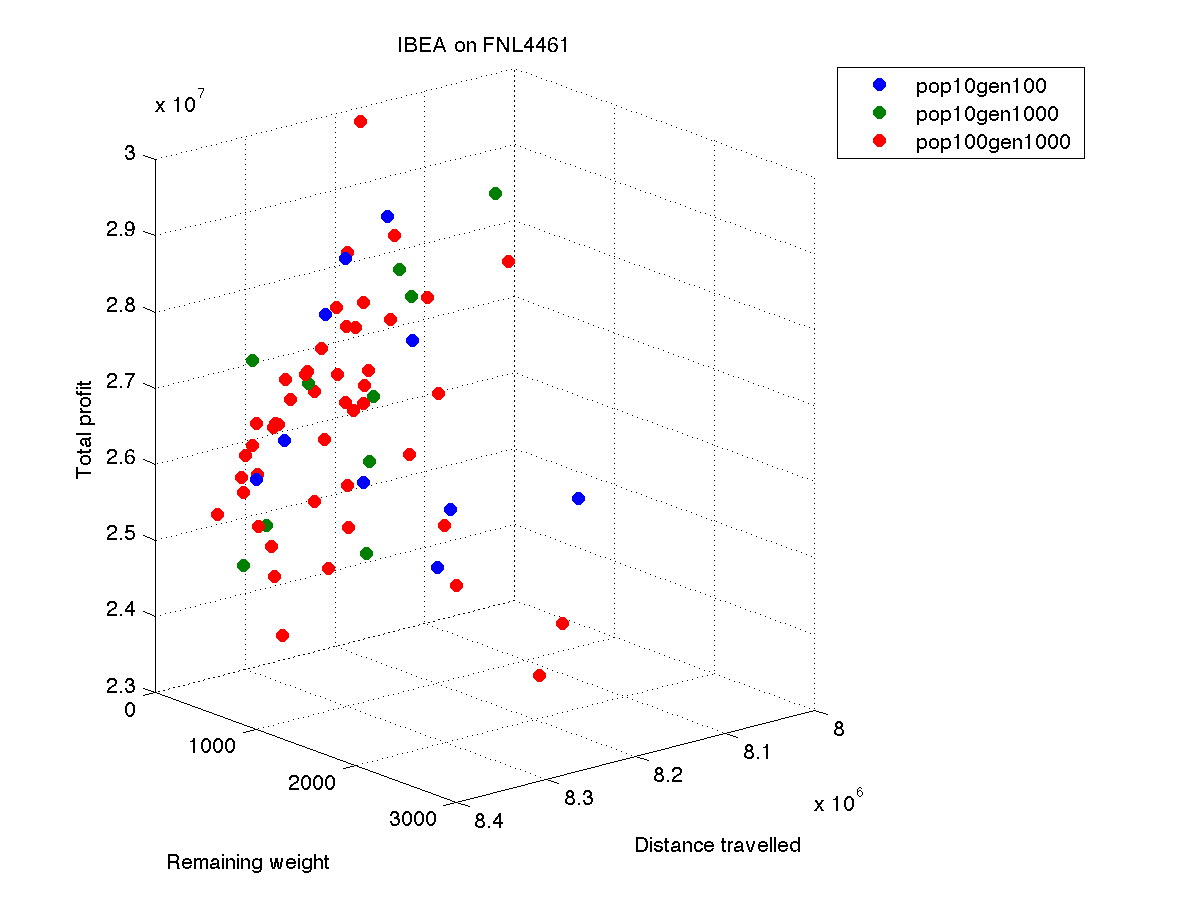 IBEA on FNL4461
x 10^7
pop10gen100
pop10gen1000
pop100gen1000
3
2.9
2.8
2.7
2.6
2.5
2.4
2.3
Total profit
0
1000
2000
3000
Remaining weight
8.4
8.3
8.2
8.1
8
x 10^6
Distance travelled